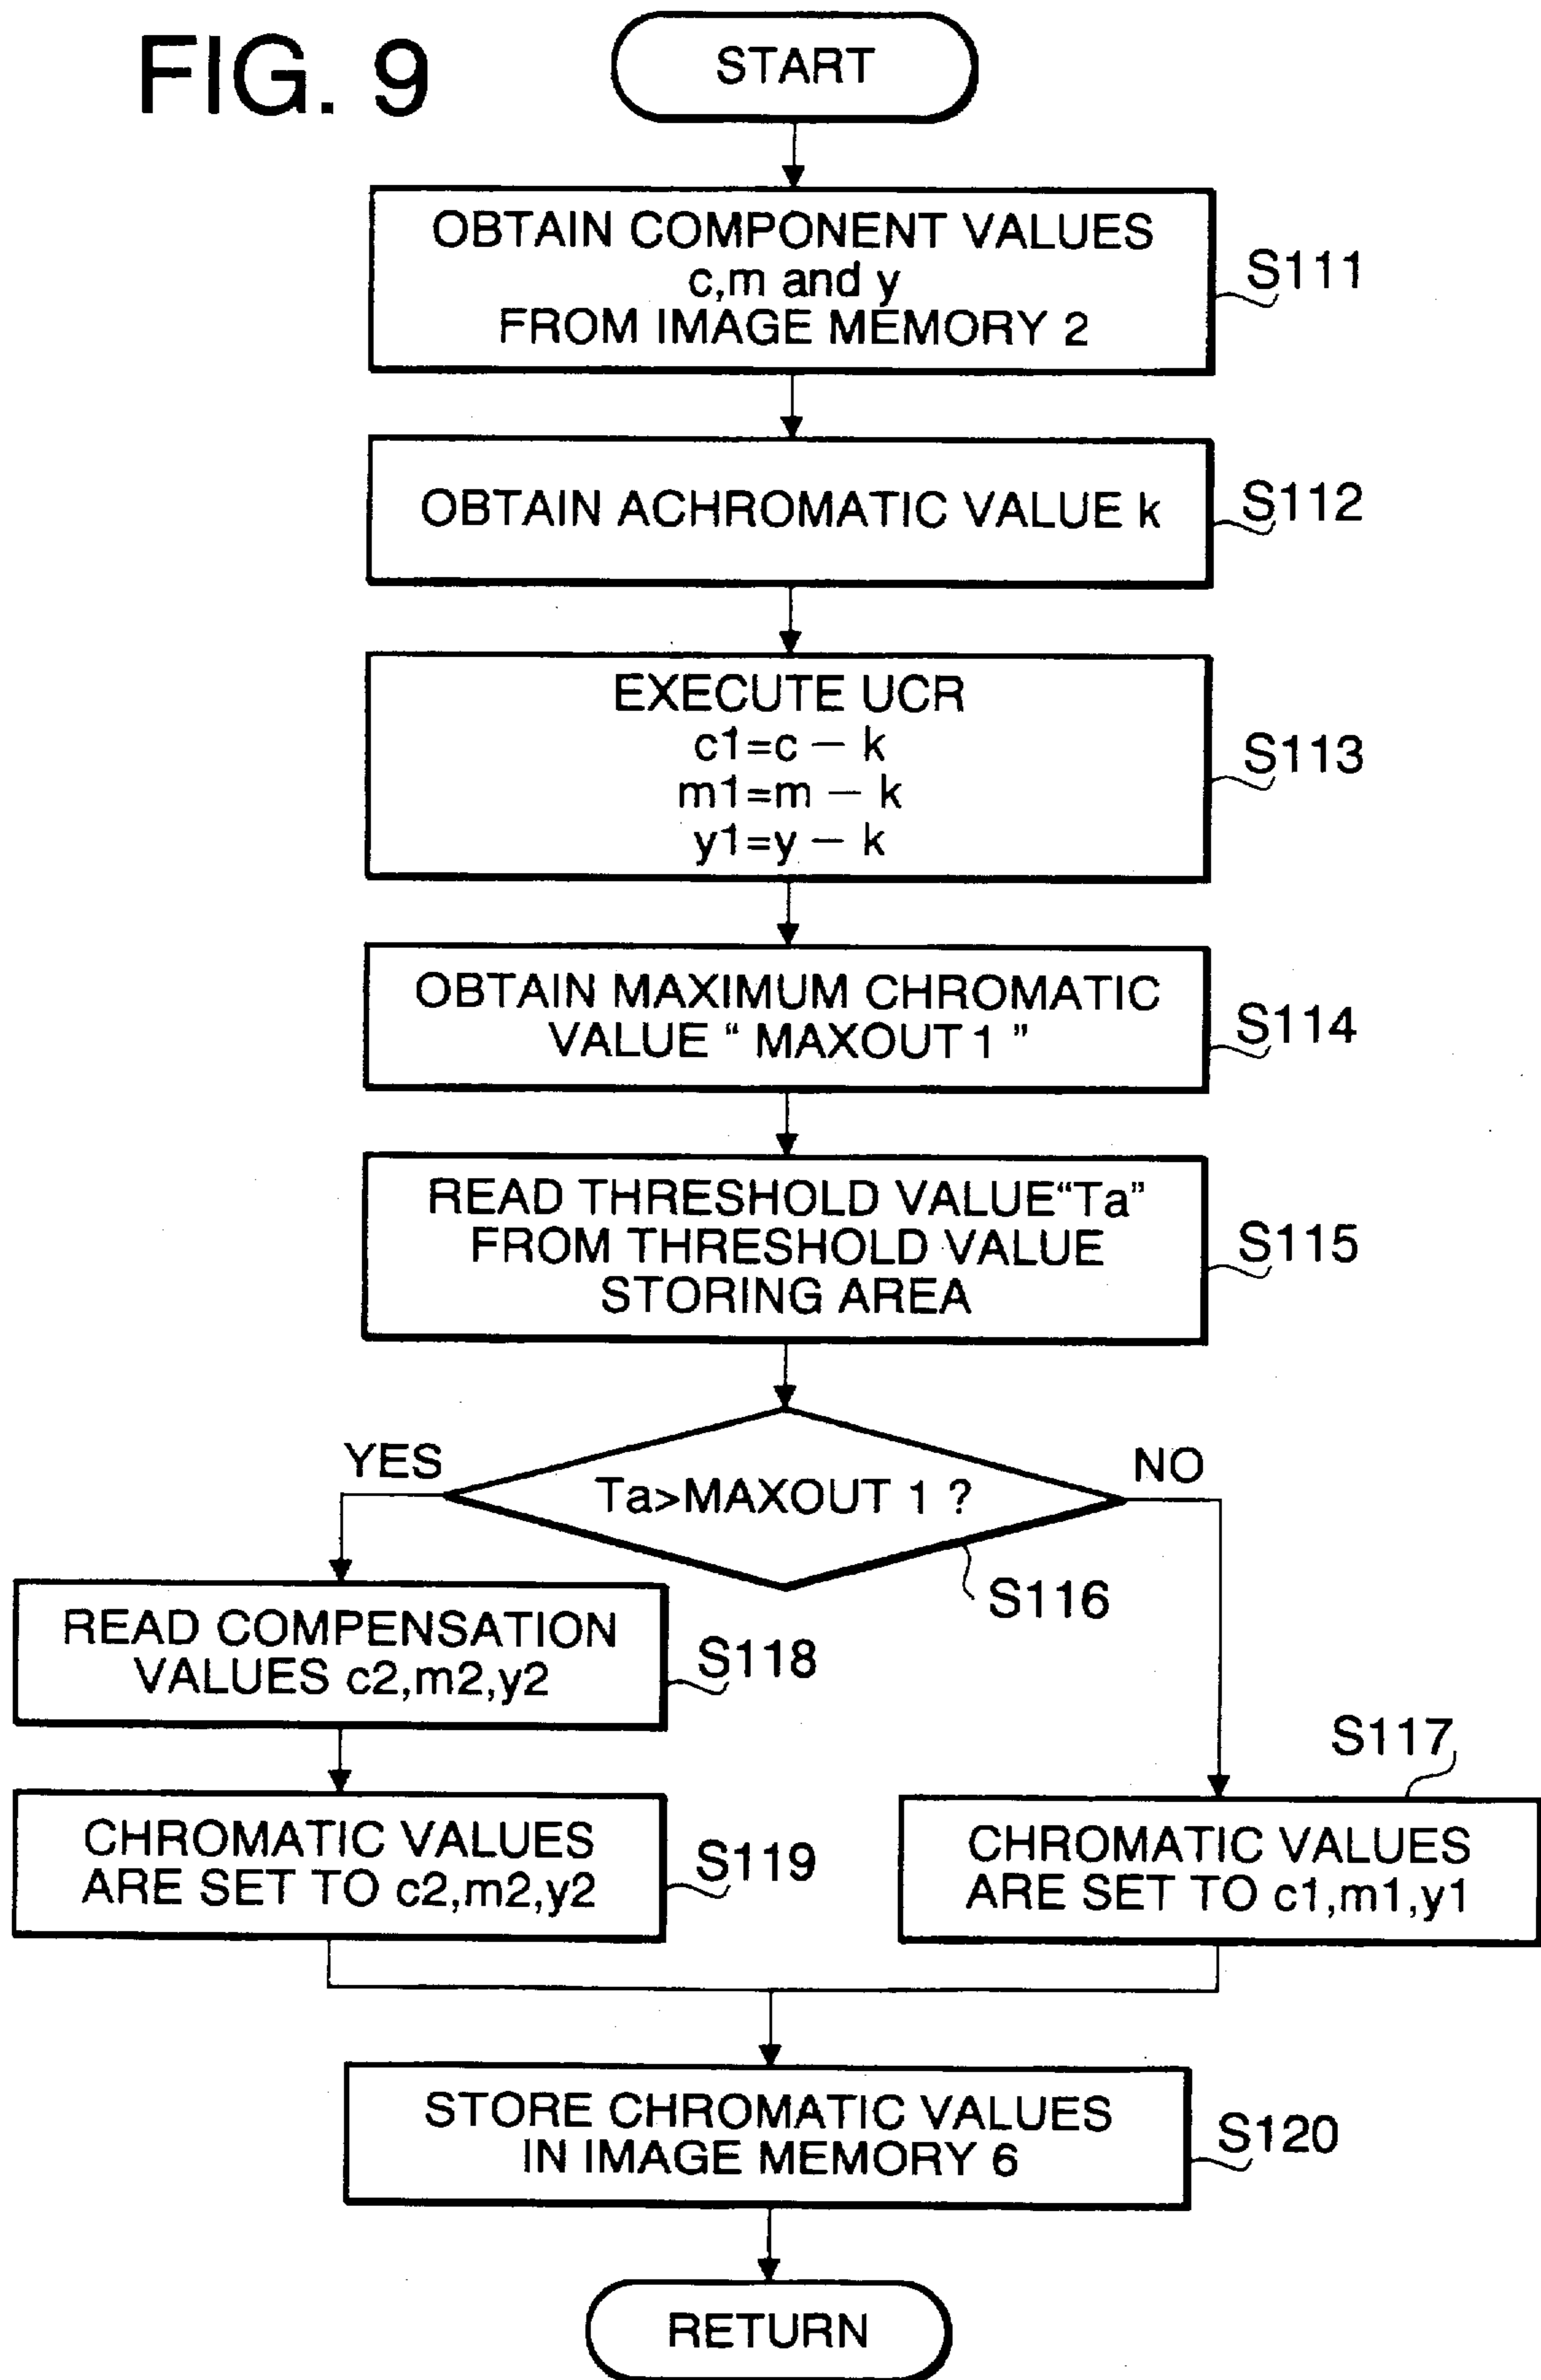 FIG. 9
START
OBTAIN COMPONENT VALUES
c,m and y
FROM IMAGE MEMORY 2
S111
OBTAIN ACHROMATIC VALUE k
S112
EXECUTE UCR
c1=c − k
m1=m − k
y1=y − k
S113
OBTAIN MAXIMUM CHROMATIC
VALUE “ MAXOUT 1 ”
S114
READ THRESHOLD VALUE“Ta”
FROM THRESHOLD VALUE
STORING AREA
S115
YES
Ta>MAXOUT 1 ?
NO
S116
READ COMPENSATION
VALUES c2,m2,y2
S118
S117
CHROMATIC VALUES
ARE SET TO c2,m2,y2
S119
CHROMATIC VALUES
ARE SET TO c1,m1,y1
STORE CHROMATIC VALUES
IN IMAGE MEMORY 6
S120
RETURN